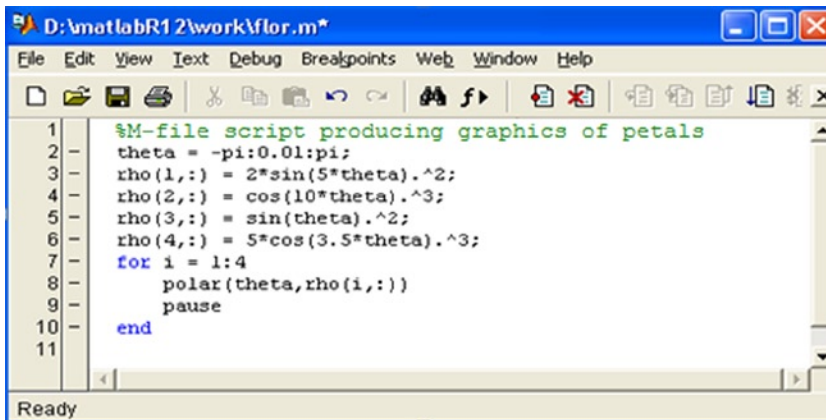 D:\matlabR12\work\flor.m*
File Edit View Text Debug Breakpoints Web Window Help
1 %M-file script producing graphics of petals
2 - theta = -pi:0.01:pi;
3 - rho(1,:) = 2*sin(5*theta).^2;
4 - rho(2,:) = cos(10*theta).^3;
5 - rho(3,:) = sin(theta).^2;
6 - rho(4,:) = 5*cos(3.5*theta).^3;
7 - for i = 1:4
8 - polar(theta,rho(i,:))
9 - pause
10 - end
11
Ready